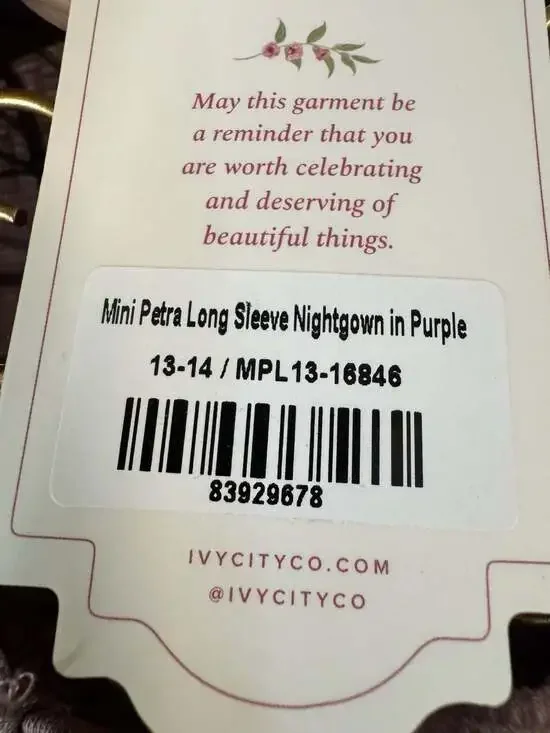 May this garment be
a reminder that you
are worth celebrating
and deserving of
beautiful things.
Mini Petra Long Sleeve Nightgown in Purple
13-14 / MPL13-16846
83929678
IVYCITYCO.COM
@IVYCITYCO